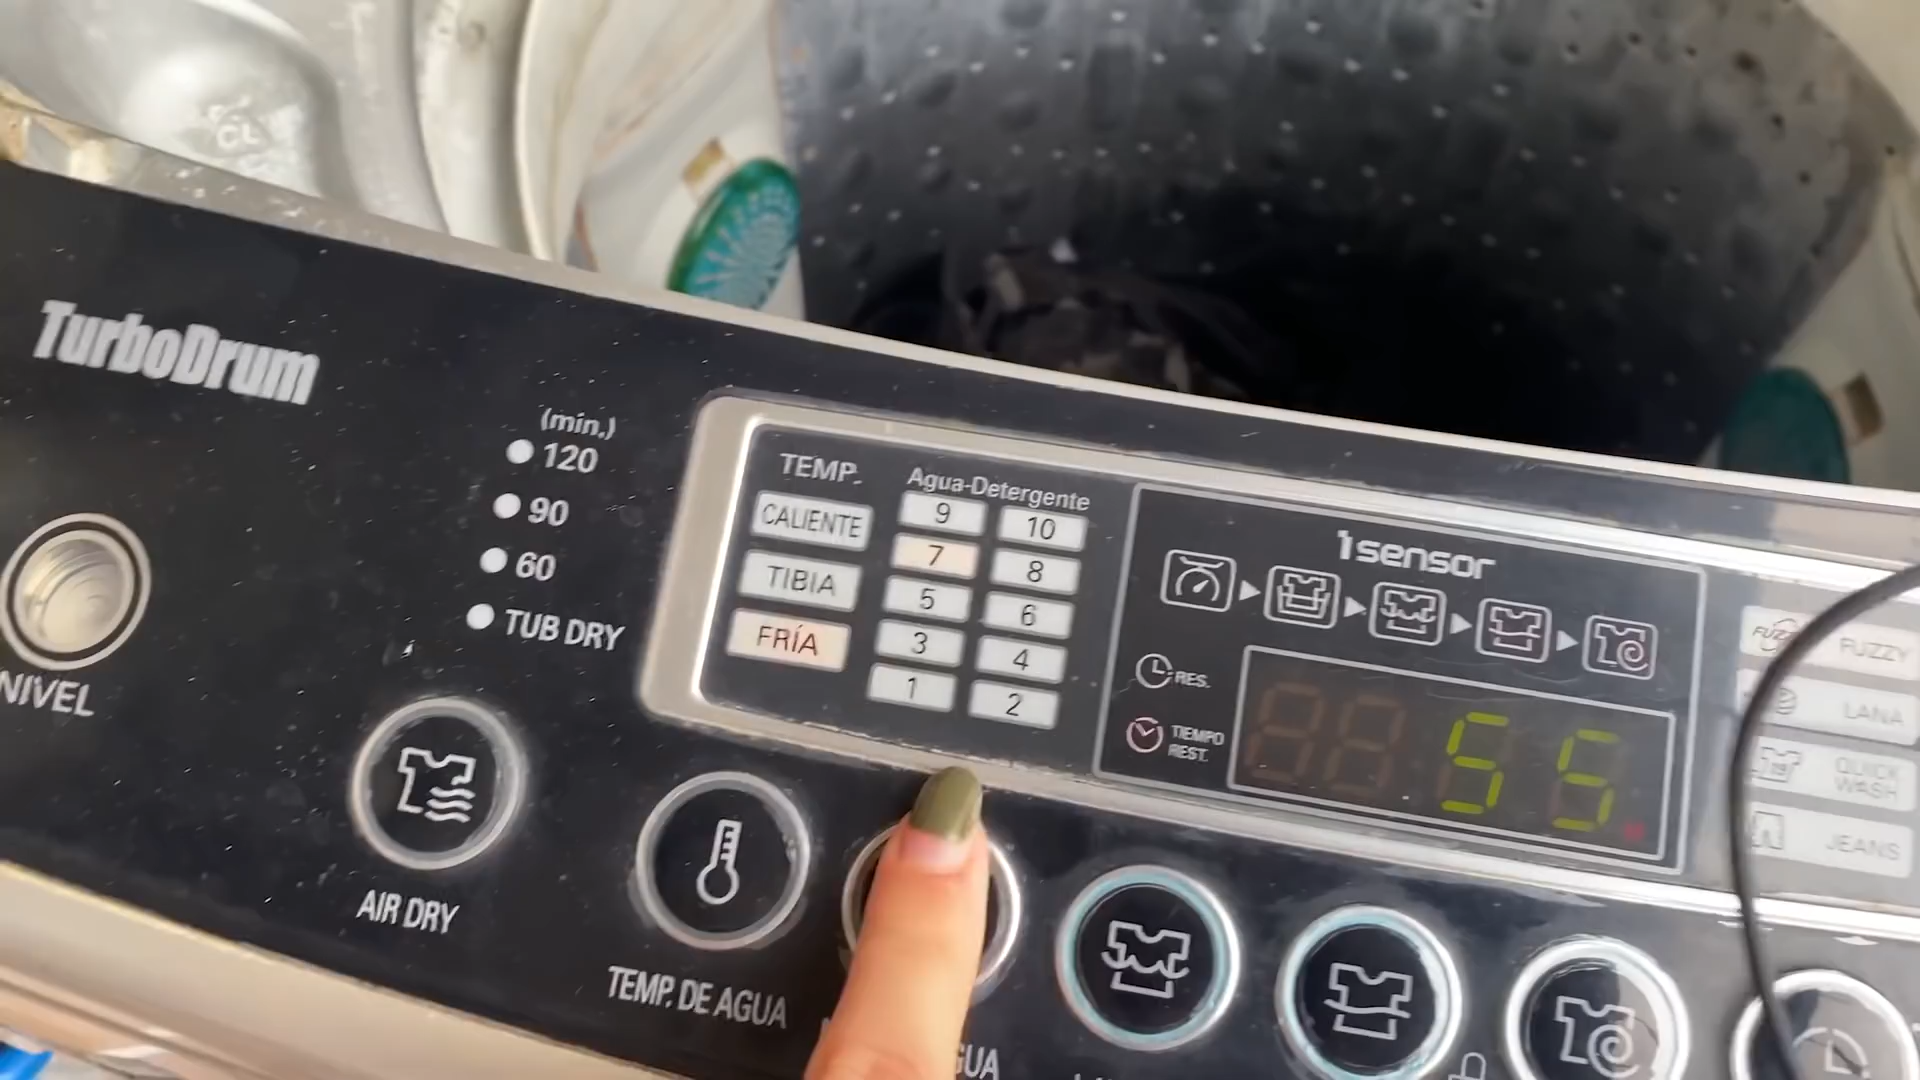 CL
TurboDrum
(min.)
120
90
60
TUB DRY
NIVEL
AIR DRY
TEMP. DE AGUA
TEMP.
CALIENTE
TIBIA
FRÍA
Agua-Detergente
9 10
7 8
5 6
3 4
1 2
1sensor
RES.
TIEMPO
REST.
55
FUZZY
LANA
QUICK
WASH
JEANS